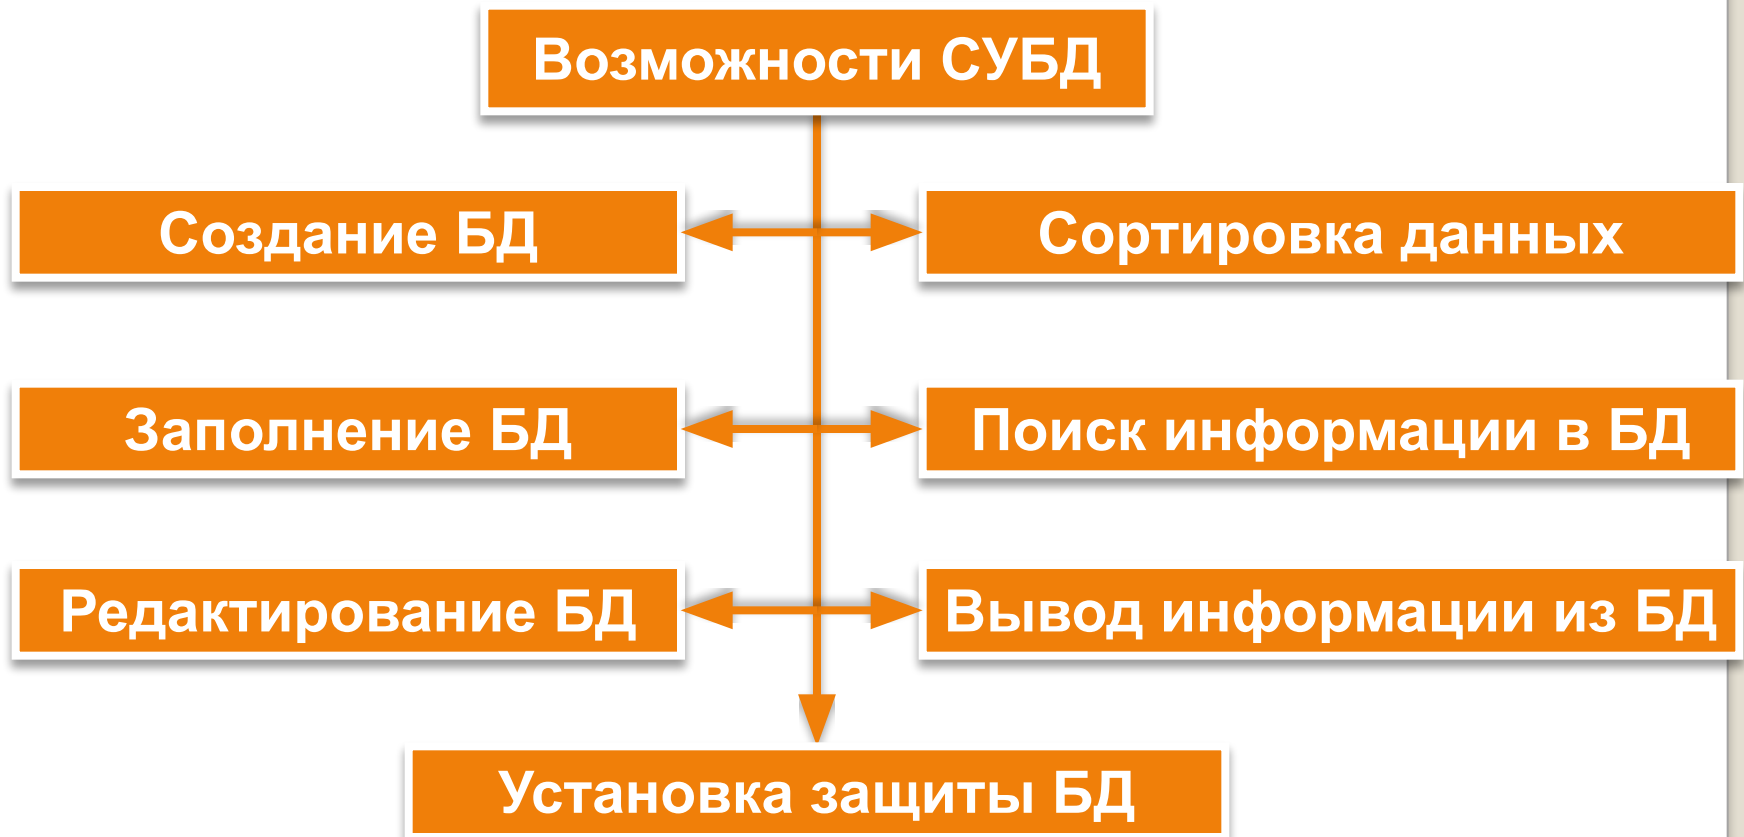 Возможности СУБД
Создание БД
Сортировка данных
Заполнение БД
Поиск информации в БД
Редактирование БД
Вывод информации из БД
Установка защиты БД